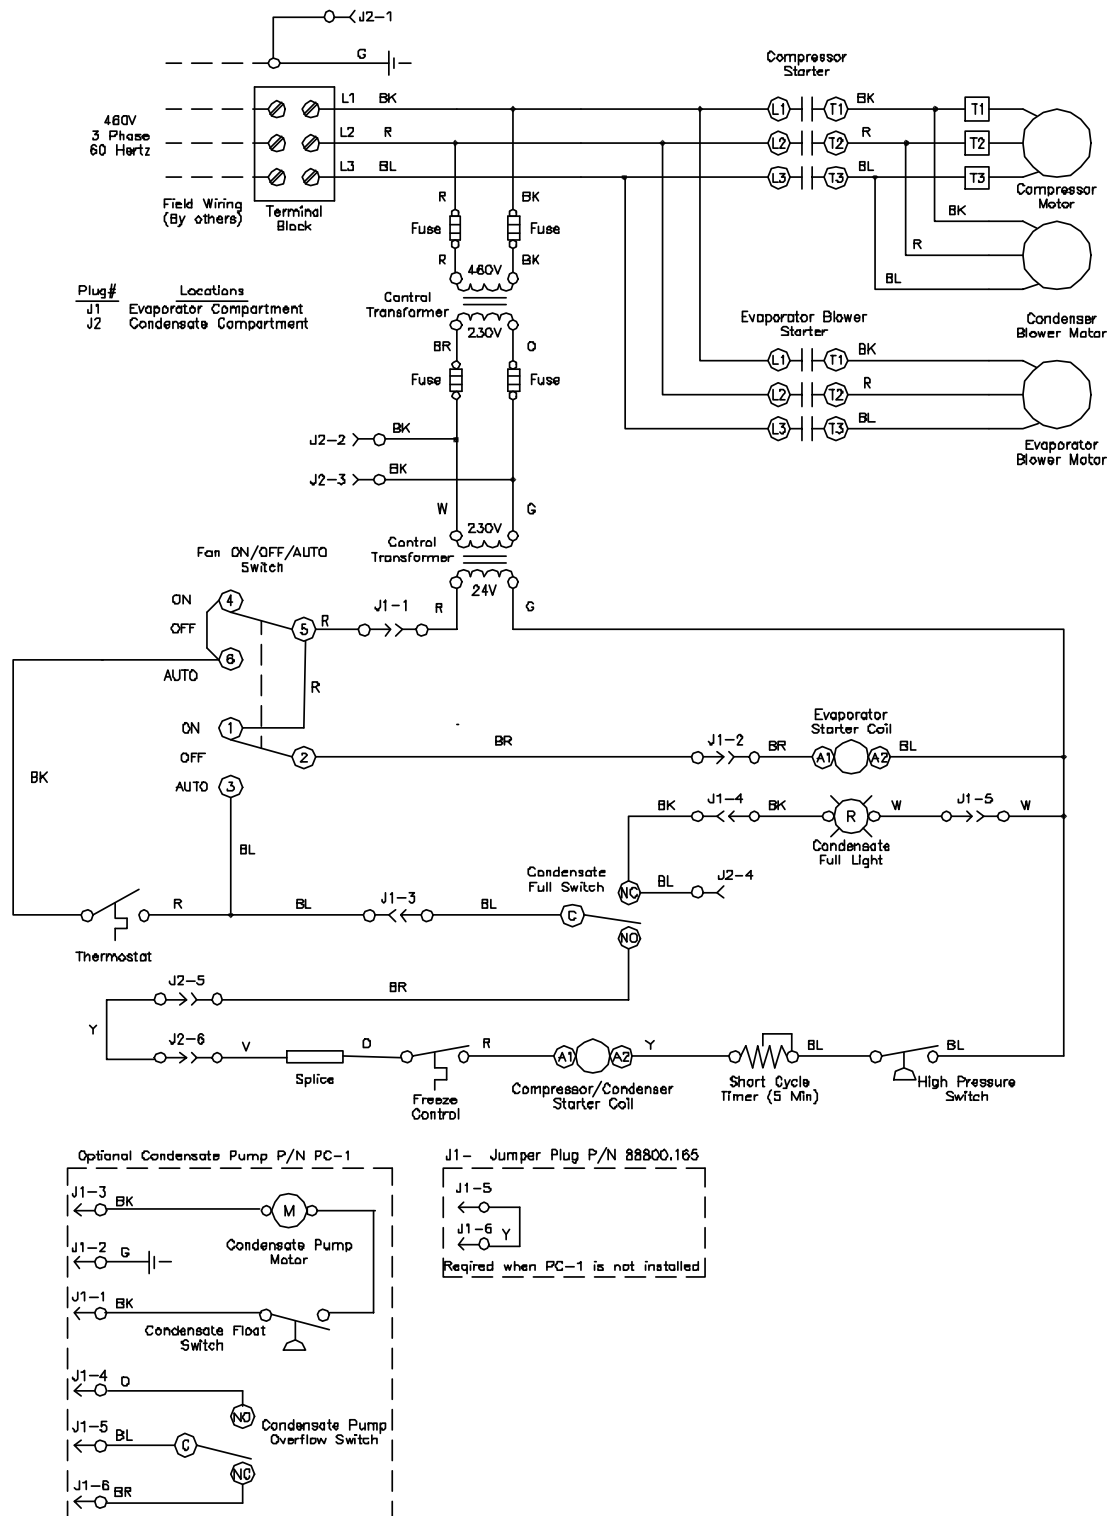 J2-1
G
Compressor
Starter
L1 BK
L1 T1 BK T1
460V
3 Phase
60 Hertz
L2 R
L2 T2 R T2
L3 BL
L3 T3 BL T3
Compressor
Motor
Field Wiring
(By others)
Terminal
Block
R BK
Fuse Fuse
BK
R
BL
R BK
460V
Plug# Locations
J1 Evaporator Compartment
J2 Condensate Compartment
Control
Transformer
230V
Evaporator Blower
Starter
Condenser
Blower Motor
BR O
L1 T1 BK
Fuse Fuse
L2 T2 R
L3 T3 BL
J2-2 BK
Evaporator
Blower Motor
J2-3 BK
W G
230V
Control
Transformer
24V
Fan ON/OFF/AUTO
Switch
ON 4
J1-1 R G
OFF 5 R
6
AUTO
R
ON 1
OFF 2
BR
J1-2 BR
Evaporator
Starter Coil
A1 A2 BL
BK
AUTO 3
BK J1-4 BK R W J1-5 W
Condensate
Full Light
BL
Condensate
Full Switch
NC BL J2-4
R BL J1-3 BL C
NO
Thermostat
J2-5 BR
Y
J2-6 V O R A1 A2 Y BL BL
Splice
Freeze
Control
Compressor/Condenser
Starter Coil
Short Cycle
Timer (5 Min)
High Pressure
Switch
Optional Condensate Pump P/N PC-1
J1-3 BK M
Condensate Pump
Motor
J1-2 G
J1-1 BK
Condensate Float
Switch
J1-4 O
NO
Condensate Pump
Overflow Switch
J1-5 BL C
NC
J1-6 BR
J1- Jumper Plug P/N 88800.165
J1-5
J1-6 Y
Reqired when PC-1 is not installed